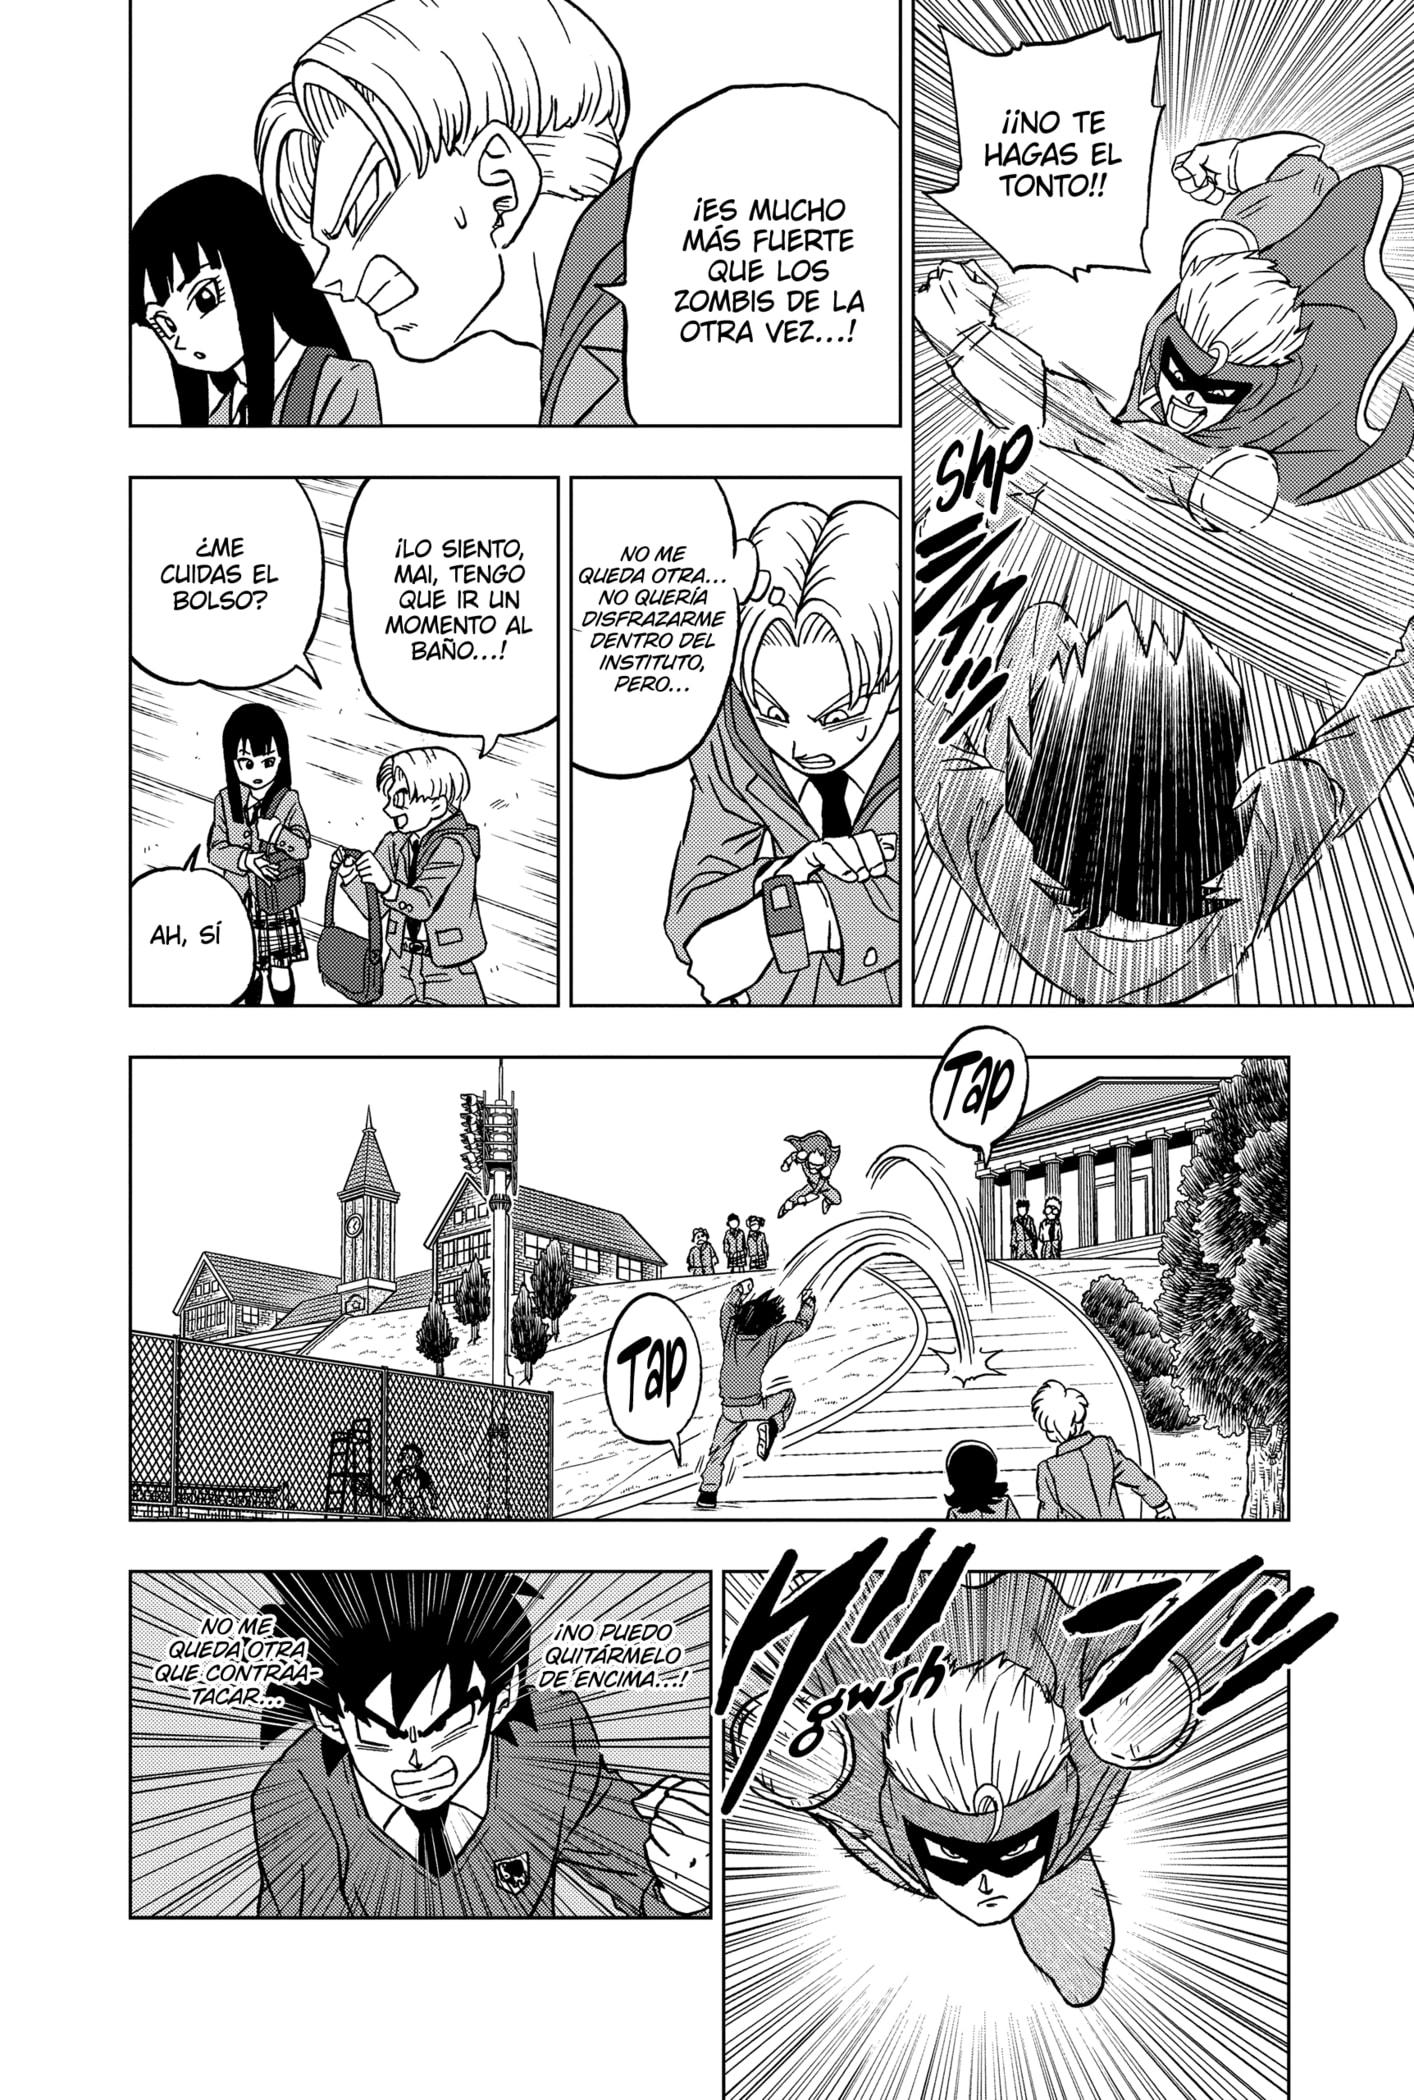 ¡¡NO TE
HAGAS EL
TONTO!!
Shp
¡ES MUCHO
MÁS FUERTE
QUE LOS
ZOMBIS DE LA
OTRA VEZ...!
NO ME
QUEDA OTRA...
NO QUERÍA
DISFRAZARME
DENTRO DEL
INSTITUTO,
PERO...
¡LO SIENTO,
MAI, TENGO
QUE IR UN
MOMENTO AL
BAÑO...!
¿ME
CUIDAS EL
BOLSO?
AH, SÍ
Tap
Tap
gwsh
¡NO PUEDO
QUITÁRMELO
DE ENCIMA...!
NO ME
QUEDA OTRA
QUE CONTRAA-
TACAR...